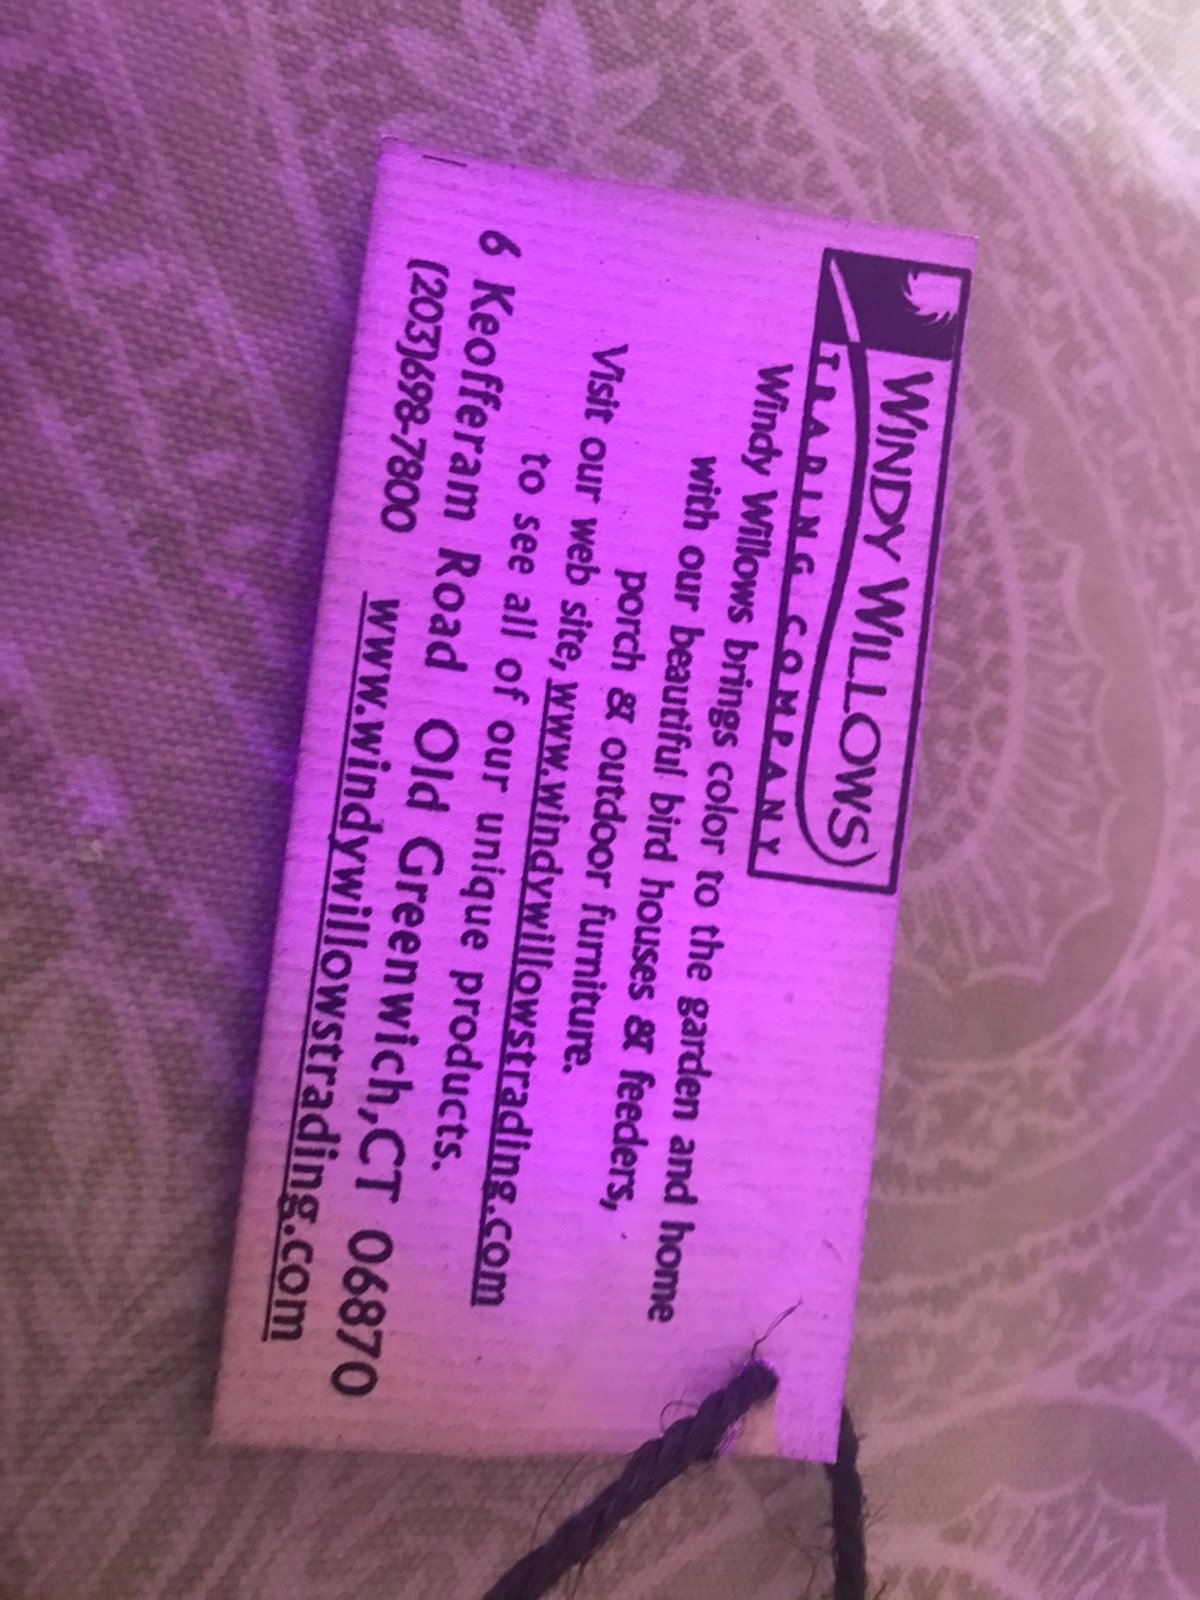 WINDY WILLOWS
TRADING COMPANY
Windy Willows brings color to the garden and home
with our beautiful bird houses & feeders,
porch & outdoor furniture.
Visit our web site, www.windywillowstrading.com
to see all of our unique products.
6 Keofferam Road Old Greenwich,CT 06870
(203)698-7800 www.windywillowstrading.com